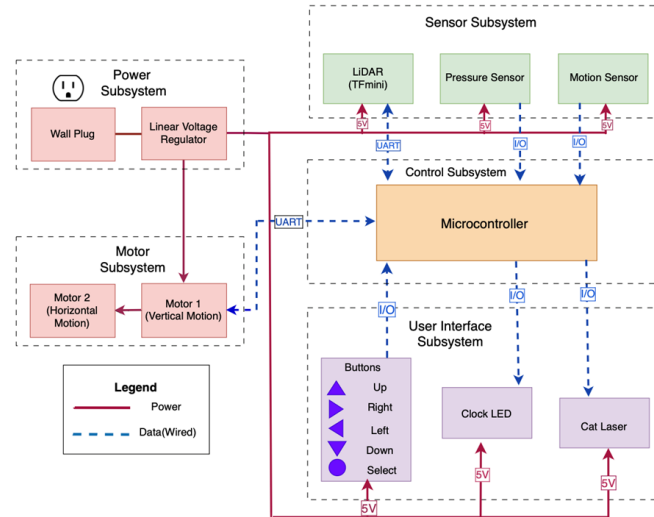 Sensor Subsystem
LiDAR
(TFmini)
Pressure Sensor
Motion Sensor
5V
5V
5V
UART
I/O
I/O
Power
Subsystem
Wall Plug
Linear Voltage
Regulator
Control Subsystem
Microcontroller
UART
Motor
Subsystem
Motor 2
(Horizontal
Motion)
Motor 1
(Vertical Motion)
I/O
I/O
I/O
User Interface
Subsystem
Buttons
Up
Right
Left
Down
Select
Clock LED
Cat Laser
5V
5V
5V
Legend
Power
Data(Wired)